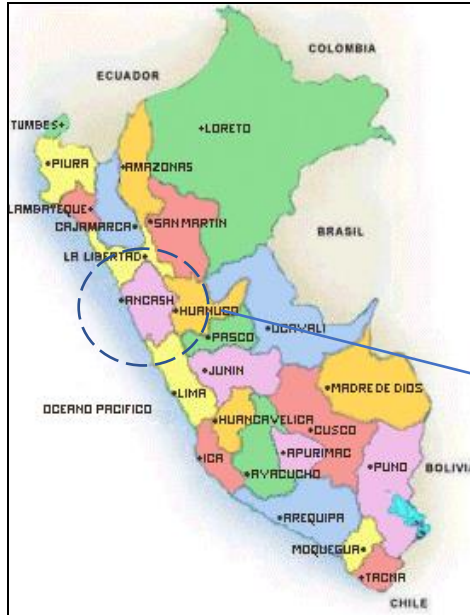 COLOMBIA
ECUADOR
TUMBES
LORETO
PIURA
AMAZONAS
LAMBAYEQUE
SAN MARTIN
CAJAMARCA
BRASIL
LA LIBERTAD
ANCASH
HUANUCO
UCAYALI
PASCO
JUNIN
MADRE DE DIOS
LIMA
OCEANO PACIFICO
HUANCAVELICA
CUSCO
ICA
APURIMAC
PUNO
BOLIVIA
AYACUCHO
AREQUIPA
MOQUEGUA
TACNA
CHILE